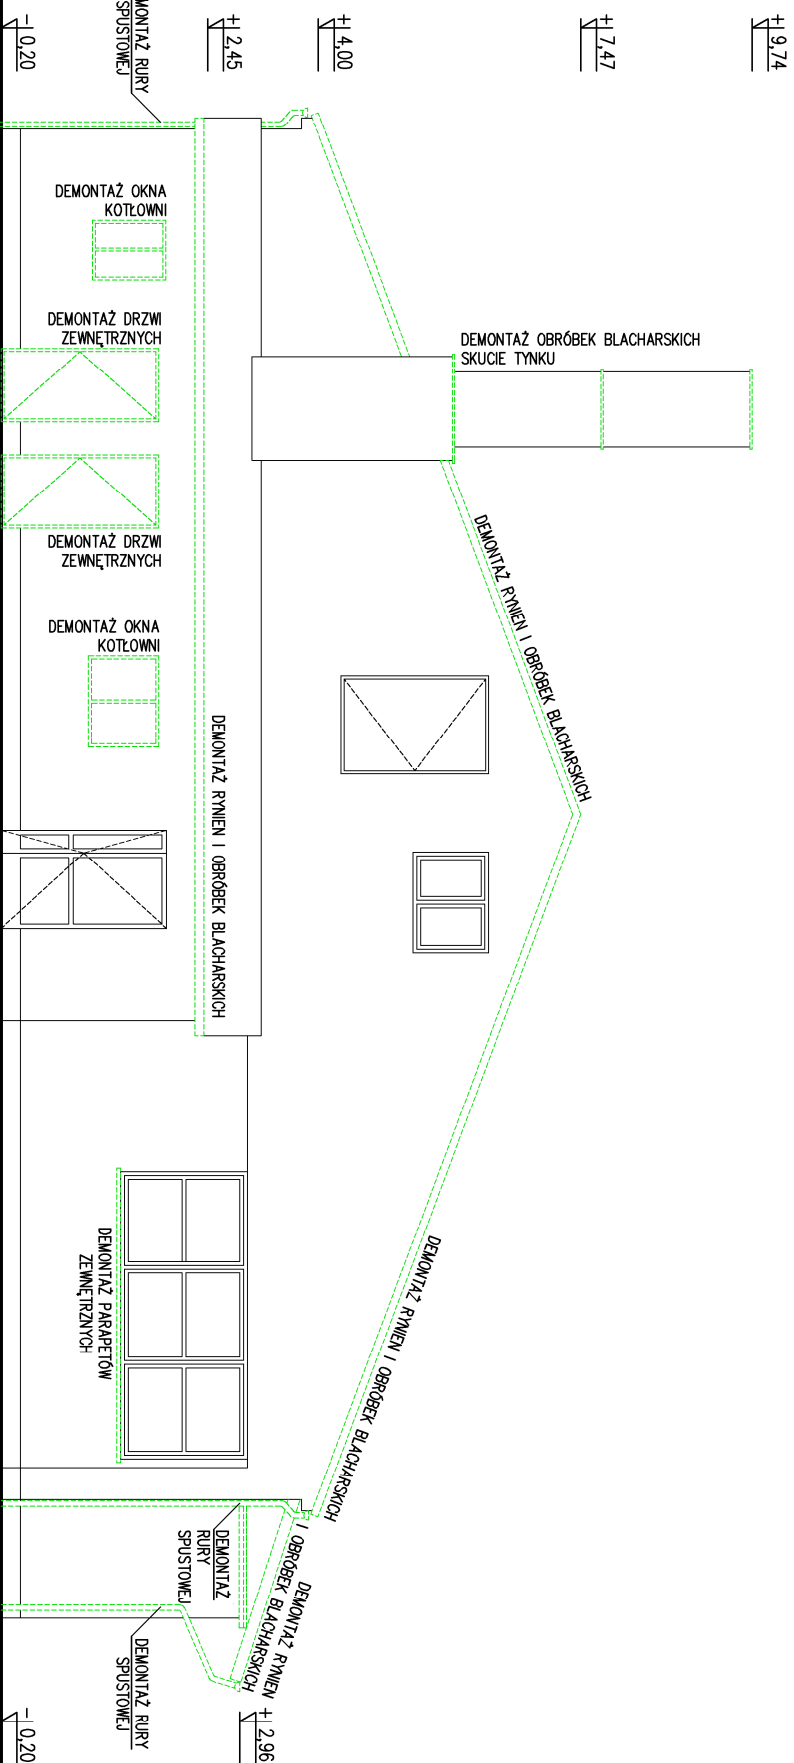 - 0,20
+ 2,45
+ 4,00
+ 7,47
+ 9,74
MONTAŻ RURY
SPUSTOWEJ
DEMONTAŻ OKNA
KOTŁOWNI
DEMONTAŻ DRZWI
ZEWNĘTRZNYCH
DEMONTAŻ OBRÓBEK BLACHARSKICH
SKUCIE TYNKU
DEMONTAŻ DRZWI
ZEWNĘTRZNYCH
DEMONTAŻ RYNIEN I OBRÓBEK BLACHARSKICH
DEMONTAŻ OKNA
KOTŁOWNI
DEMONTAŻ RYNIEN I OBRÓBEK BLACHARSKICH
DEMONTAŻ PARAPETÓW
ZEWNĘTRZNYCH
DEMONTAŻ RYNIEN I OBRÓBEK BLACHARSKICH
DEMONTAŻ
RURY
SPUSTOWEJ
DEMONTAŻ RYNIEN
I OBRÓBEK BLACHARSKICH
DEMONTAŻ RURY
SPUSTOWEJ
- 0,20
+ 2,96